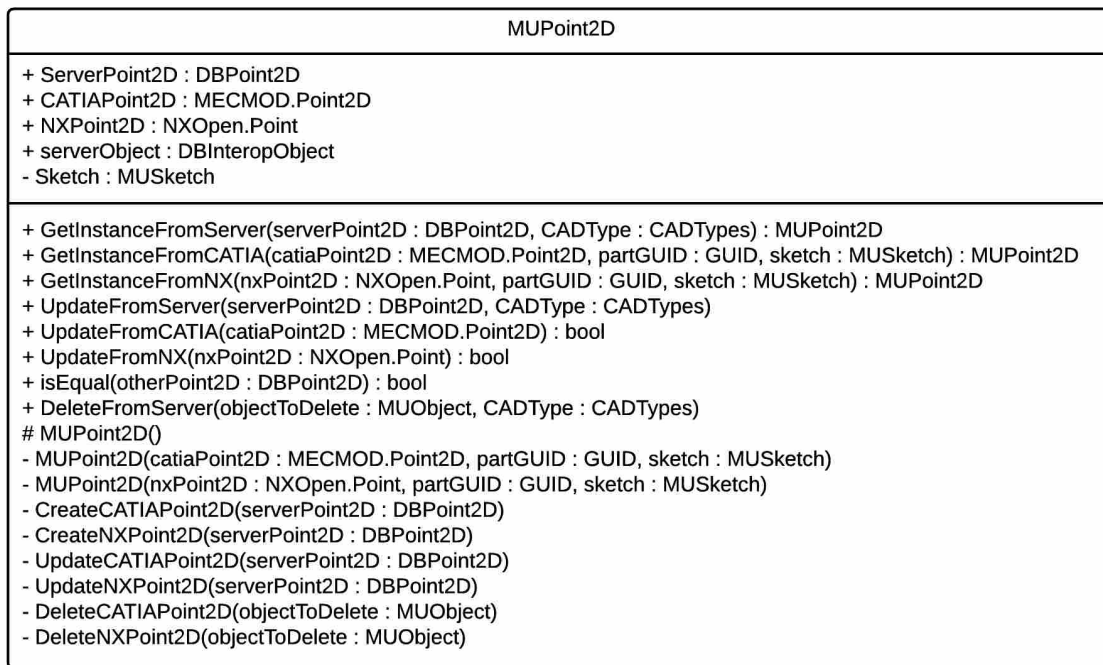 MUPoint2D
+ ServerPoint2D : DBPoint2D
+ CATIAPoint2D : MECMOD.Point2D
+ NXPoint2D : NXOpen.Point
+ serverObject : DBInteropObject
- Sketch : MUSketch
+ GetInstanceFromServer(serverPoint2D : DBPoint2D, CADType : CADTypes) : MUPoint2D
+ GetInstanceFromCATIA(catiaPoint2D : MECMOD.Point2D, partGUID : GUID, sketch : MUSketch) : MUPoint2D
+ GetInstanceFromNX(nxPoint2D : NXOpen.Point, partGUID : GUID, sketch : MUSketch) : MUPoint2D
+ UpdateFromServer(serverPoint2D : DBPoint2D, CADType : CADTypes)
+ UpdateFromCATIA(catiaPoint2D : MECMOD.Point2D) : bool
+ UpdateFromNX(nxPoint2D : NXOpen.Point) : bool
+ isEqual(otherPoint2D : DBPoint2D) : bool
+ DeleteFromServer(objectToDelete : MUObject, CADType : CADTypes)
# MUPoint2D()
- MUPoint2D(catiaPoint2D : MECMOD.Point2D, partGUID : GUID, sketch : MUSketch)
- MUPoint2D(nxPoint2D : NXOpen.Point, partGUID : GUID, sketch : MUSketch)
- CreateCATIAPoint2D(serverPoint2D : DBPoint2D)
- CreateNXPoint2D(serverPoint2D : DBPoint2D)
- UpdateCATIAPoint2D(serverPoint2D : DBPoint2D)
- UpdateNXPoint2D(serverPoint2D : DBPoint2D)
- DeleteCATIAPoint2D(objectToDelete : MUObject)
- DeleteNXPoint2D(objectToDelete : MUObject)